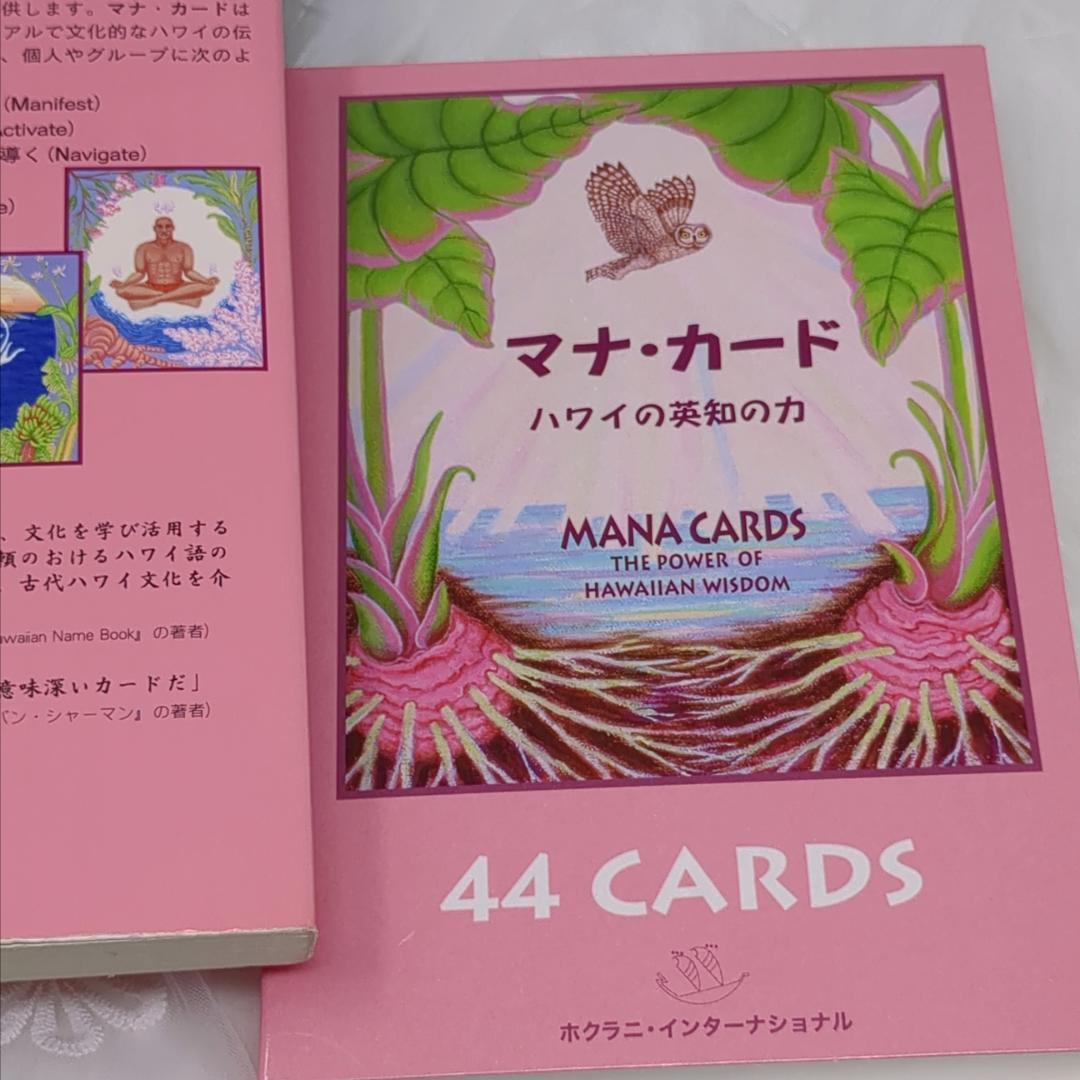 供します。マナ・カードは
アルで文化的なハワイの伝
、個人やグループに次のよ
(Manifest)
Activate)
導く(Navigate)
e)
、文化を学び活用する
のおけるハワイ語の
、古代ハワイ文化を介
awaiian Name Book』の著者)
意味深いカードだ」
バン・シャーマン』の著者)
マナ・カード
ハワイの英知の力
MANA CARDS
THE POWER OF
HAWAIIAN WISDOM
44 CARDS
ホクラニ・インターナショナル